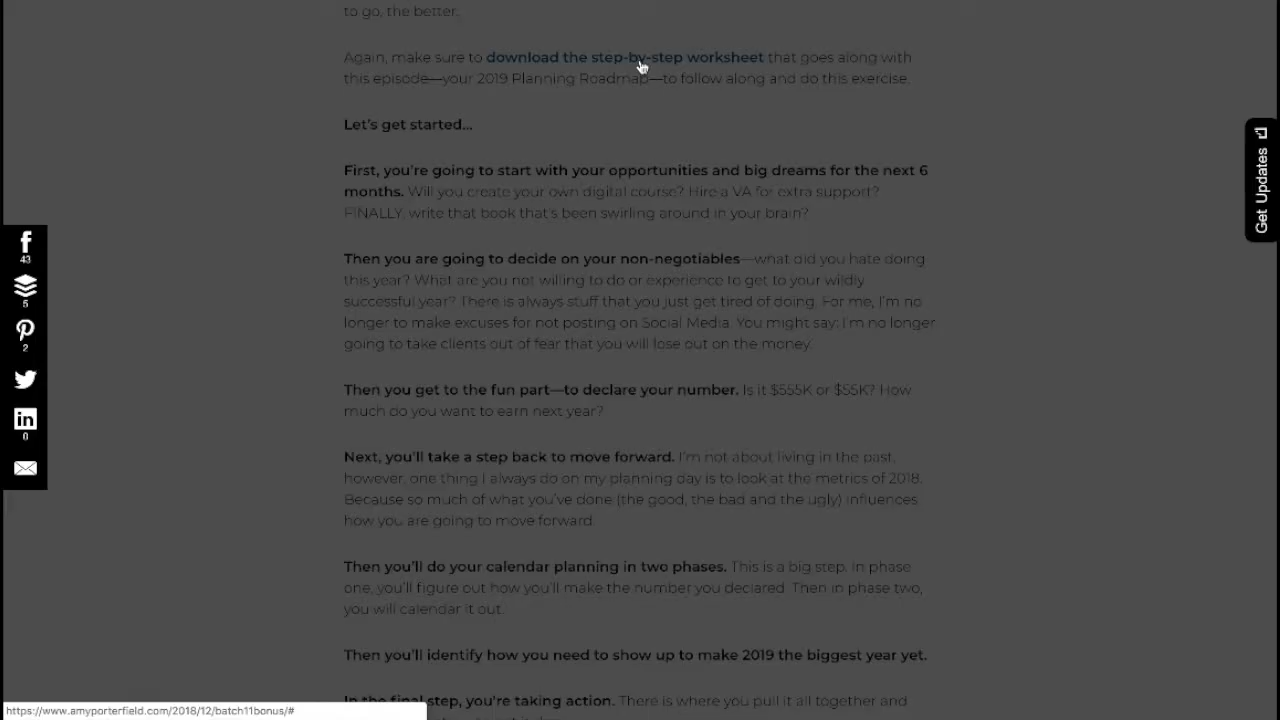 to go, the better.
Again, make sure to download the step-by-step worksheet that goes along with
this episode—your 2019 Planning Roadmap—to follow along and do this exercise.
Let's get started...
First, you're going to start with your opportunities and big dreams for the next 6
months. Will you create your own digital course? Hire a VA for extra support?
FINALLY, write that book that's been swirling around in your brain?
Then you are going to decide on your non-negotiables—what did you hate doing
this year? What are you not willing to do or experience to get to your wildly
successful year? There is always stuff that you just get tired of doing. For me, I'm no
longer to make excuses for not posting on Social Media. You might say: I'm no longer
going to take clients out of fear that you will lose out on the money.
Then you get to the fun part—to declare your number. Is it $555K or $55K? How
much do you want to earn next year?
Next, you'll take a step back to move forward. I'm not about living in the past,
however, one thing I always do on my planning day is to look at the metrics of 2018.
Because so much of what you've done (the good, the bad and the ugly) influences
how you are going to move forward.
Then you'll do your calendar planning in two phases. This is a big step. In phase
one, you'll figure out how you'll make the number you declared. Then in phase two,
you will calendar it out.
Then you'll identify how you need to show up to make 2019 the biggest year yet.
In the final step, you're taking action. There is where you pull it all together and
43
5
2
in
0
Get Updates
https://www.amyporterfield.com/2018/12/batch11bonus/#